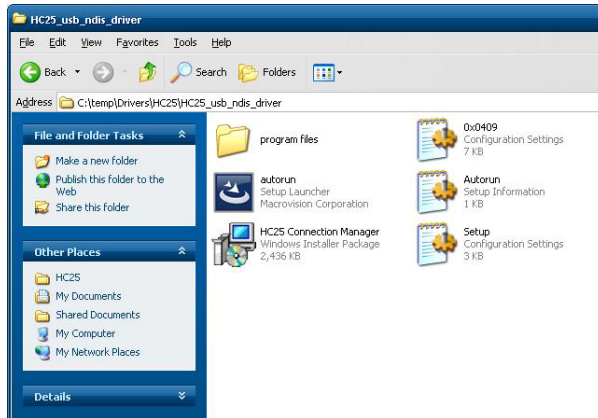 HC25_usb_ndis_driver
File Edit View Favorites Tools Help
Back Search Folders
Address C:\temp\Drivers\HC25\HC25_usb_ndis_driver
File and Folder Tasks
Make a new folder
Publish this folder to the
Web
Share this folder
Other Places
HC25
My Documents
Shared Documents
My Computer
My Network Places
Details
program files
0x0409
Configuration Settings
7 KB
autorun
Setup Launcher
Macrovision Corporation
Autorun
Setup Information
1 KB
HC25 Connection Manager
Windows Installer Package
2,436 KB
Setup
Configuration Settings
3 KB